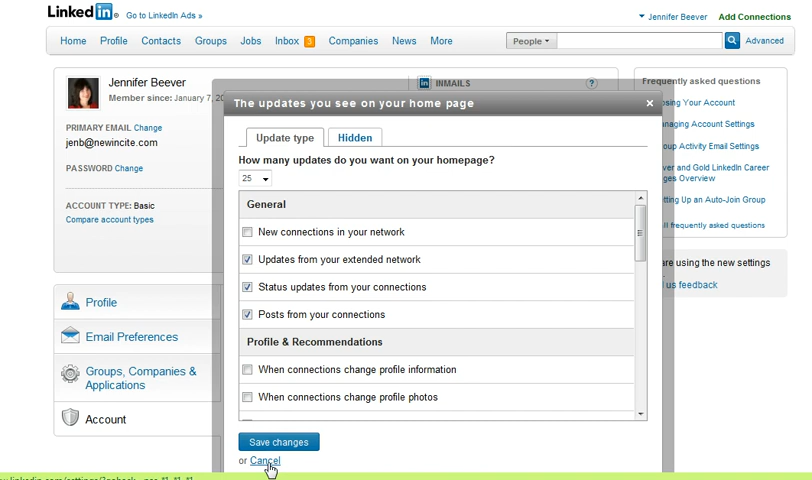 Linked in® Go to LinkedIn Ads »
Jennifer Beever Add Connections
Home Profile Contacts Groups Jobs Inbox 3 Companies News More
People Advanced
Jennifer Beever
Member since: January 7, 20
PRIMARY EMAIL Change
jenb@newincite.com
PASSWORD Change
ACCOUNT TYPE: Basic
Compare account types
Profile
Email Preferences
Groups, Companies &
Applications
Account
in INMAILS ?
The updates you see on your home page ×
Update type Hidden
How many updates do you want on your homepage?
25
General
New connections in your network
Updates from your extended network
Status updates from your connections
Posts from your connections
Profile & Recommendations
When connections change profile information
When connections change profile photos
Save changes
or Cancel
Frequently asked questions
osing Your Account
anaging Account Settings
oup Activity Email Settings
ver and Gold LinkedIn Career
ges Overview
tting Up an Auto-Join Group
ll frequently asked questions
are using the new settings
us feedback